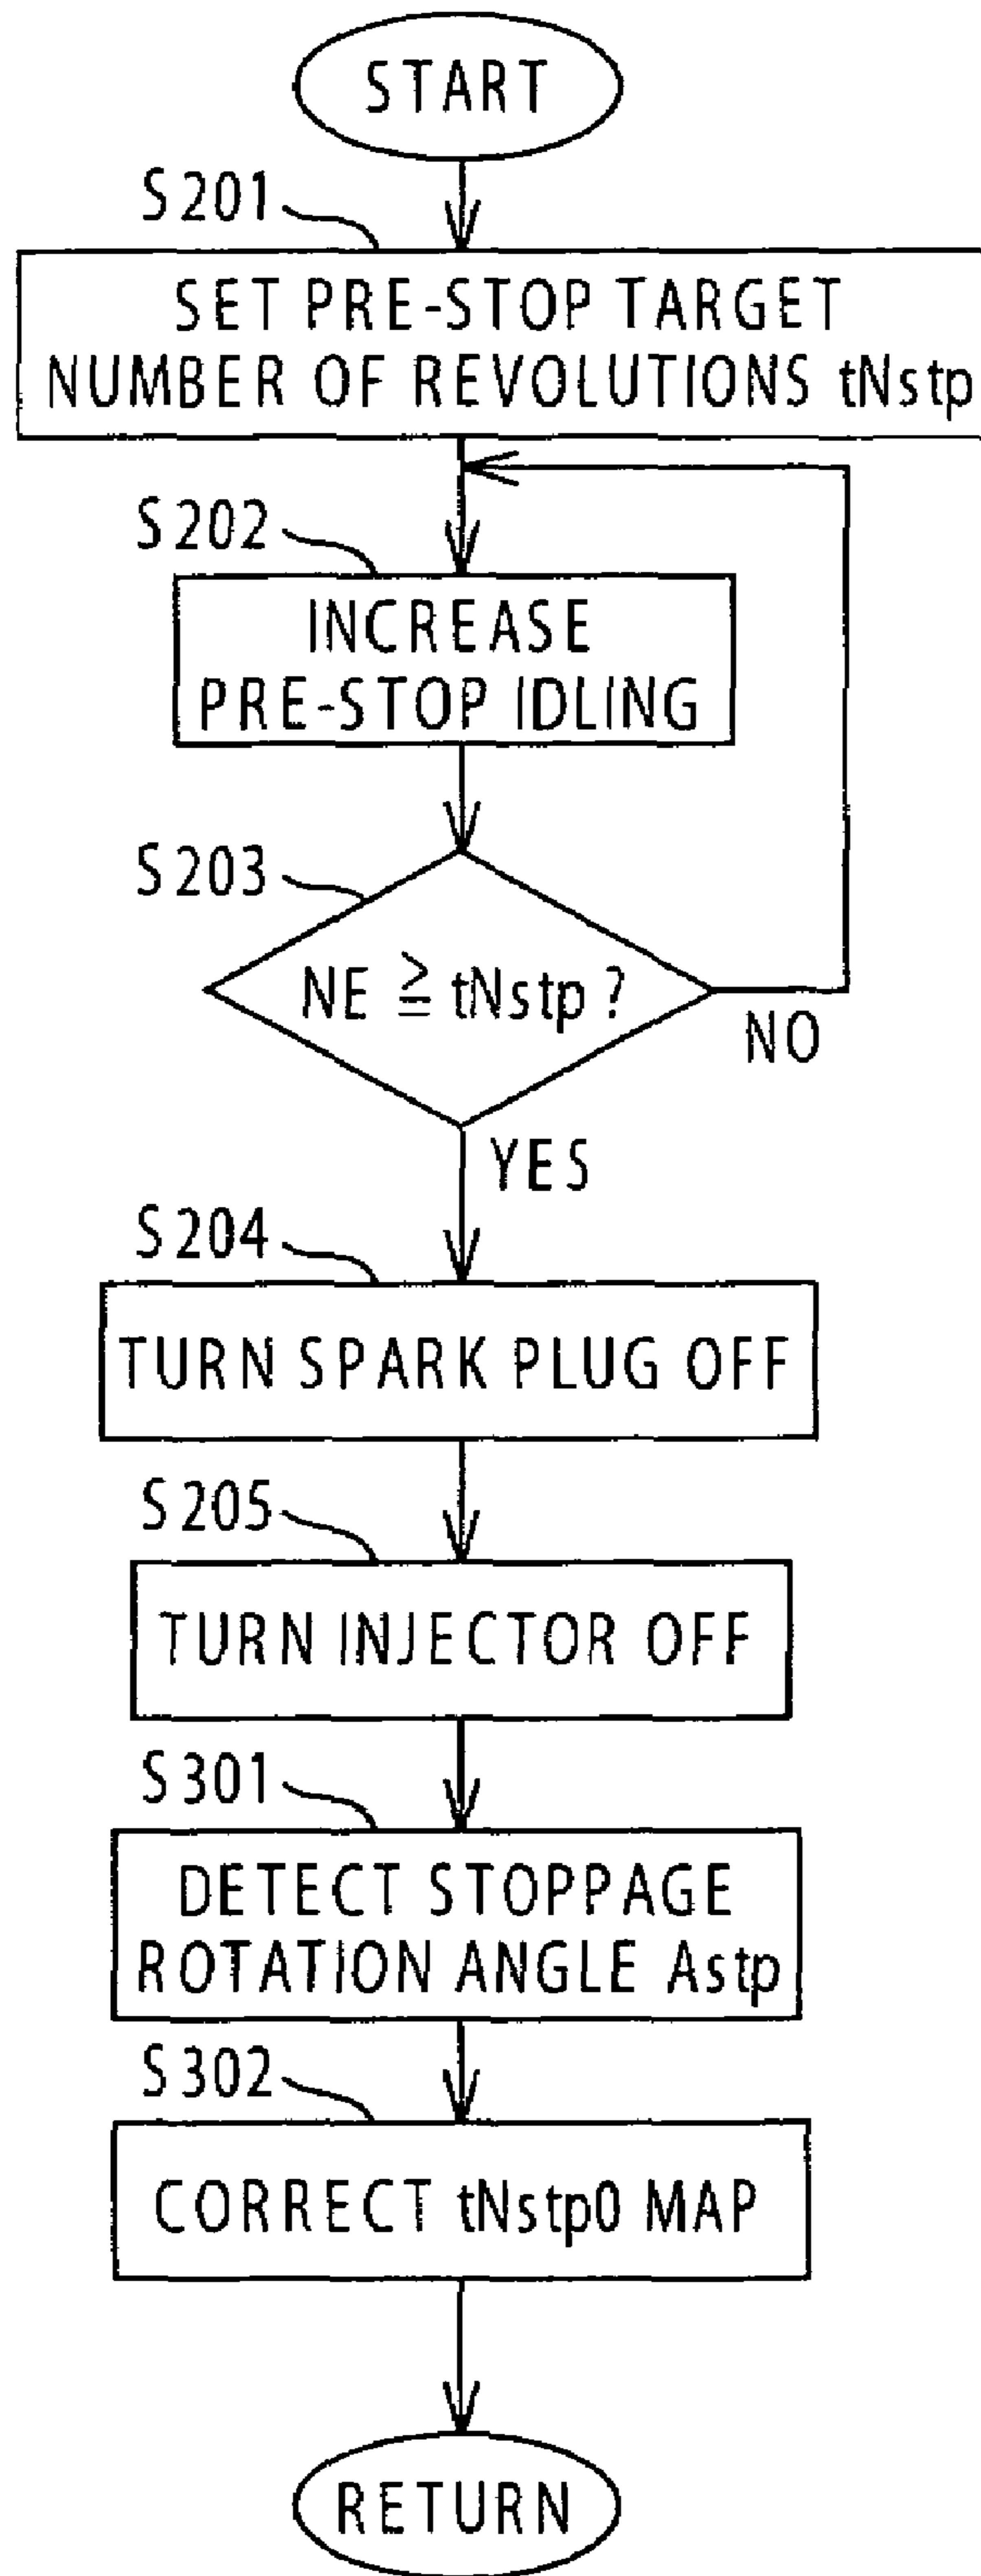 START
S201
SET PRE-STOP TARGET
NUMBER OF REVOLUTIONS tNstp
S202
INCREASE
PRE-STOP IDLING
S203
NE ≧ tNstp ?
NO
YES
S204
TURN SPARK PLUG OFF
S205
TURN INJECTOR OFF
S301
DETECT STOPPAGE
ROTATION ANGLE Astp
S302
CORRECT tNstp0 MAP
RETURN